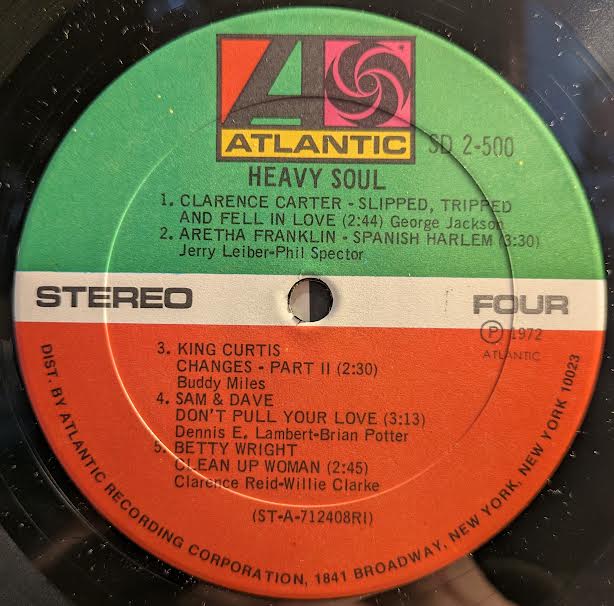 ATLANTIC
SD 2-500
HEAVY SOUL
1. CLARENCE CARTER - SLIPPED, TRIPPED
AND FELL IN LOVE (2:44) George Jackson
2. ARETHA FRANKLIN - SPANISH HARLEM (3:30)
Jerry Leiber-Phil Spector
STEREO
FOUR
Ⓟ 1972
ATLANTIC
3. KING CURTIS
CHANGES - PART II (2:30)
Buddy Miles
4. SAM & DAVE
DON'T PULL YOUR LOVE (3:13)
Dennis E. Lambert-Brian Potter
5. BETTY WRIGHT
CLEAN UP WOMAN (2:45)
Clarence Reid-Willie Clarke
(ST-A-712408RI)
DIST. BY ATLANTIC RECORDING CORPORATION, 1841 BROADWAY, NEW YORK, NEW YORK 10023